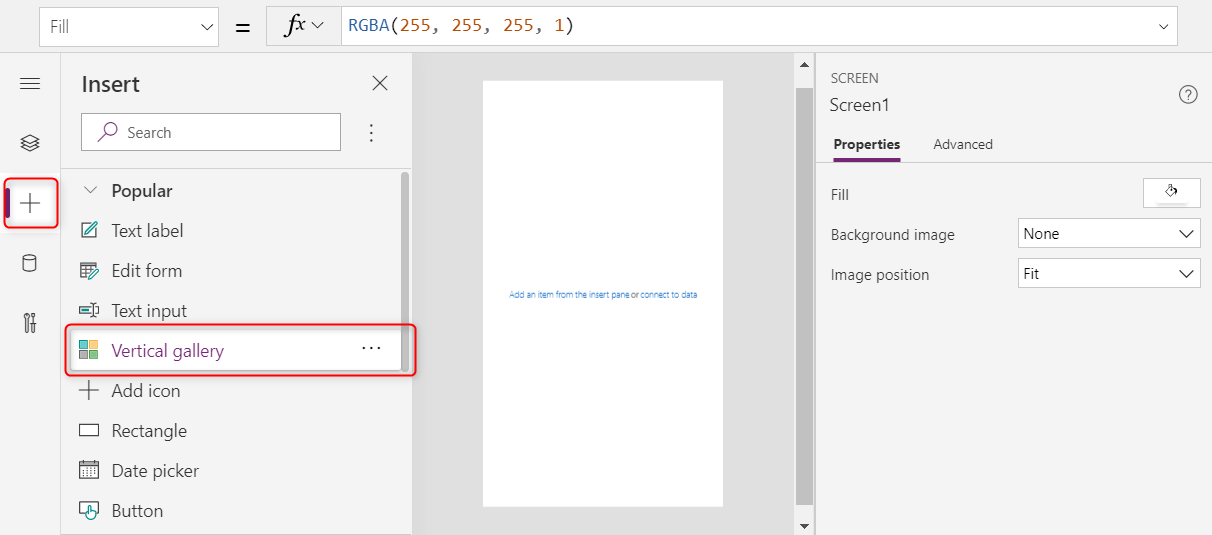 Fill = fx RGBA(255, 255, 255, 1)
Insert
Search
Popular
Text label
Edit form
Text input
Vertical gallery ...
Add icon
Rectangle
Date picker
Button
Add an item from the insert pane or connect to data
SCREEN
Screen1
Properties Advanced
Fill
Background image None
Image position Fit